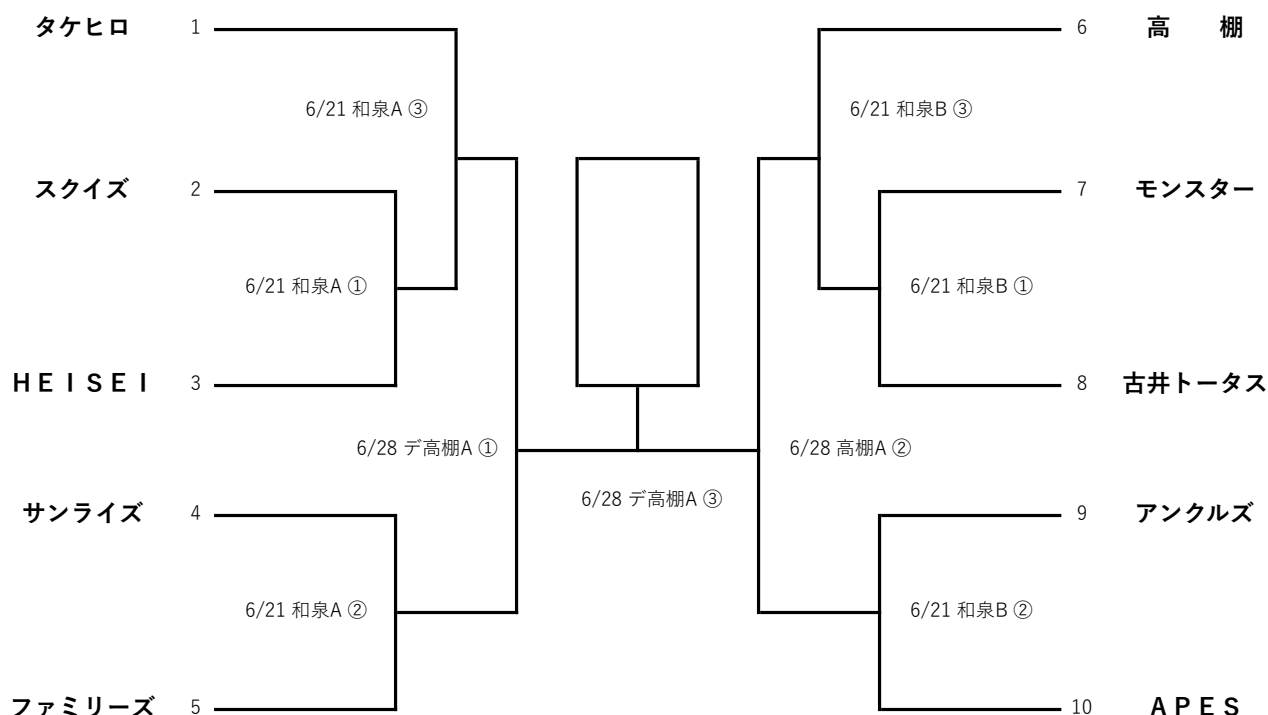 タケヒロ 1
6 高 棚
6/21 和泉A ③
6/21 和泉B ③
スクイズ 2
7 モンスター
6/21 和泉A ①
6/21 和泉B ①
ＨＥＩＳＥＩ 3
8 古井トータス
6/28 デ高棚A ①
6/28 高棚A ②
6/28 デ高棚A ③
サンライズ 4
9 アンクルズ
6/21 和泉A ②
6/21 和泉B ②
ファミリーズ 5
10 ＡＰＥＳ